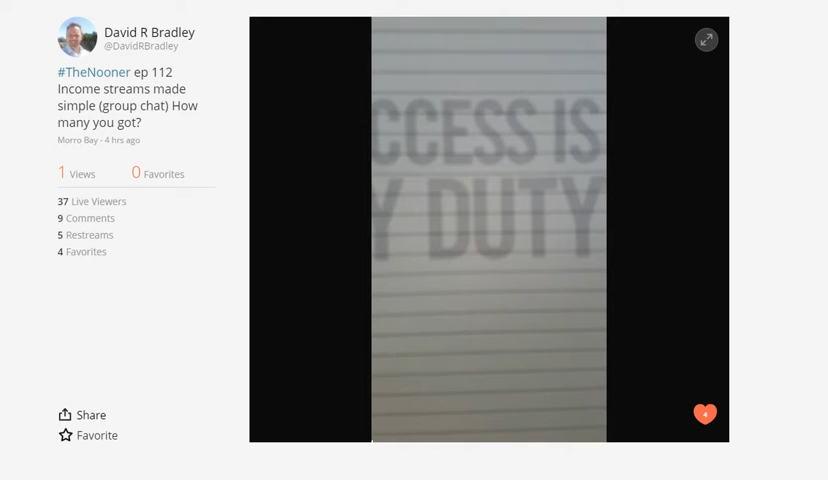 David R Bradley
@DavidRBradley
#TheNooner ep 112
Income streams made
simple (group chat) How
many you got?
Morro Bay - 4 hrs ago
1 Views 0 Favorites
37 Live Viewers
9 Comments
5 Restreams
4 Favorites
Share
Favorite
CCESS IS
Y DUTY
4